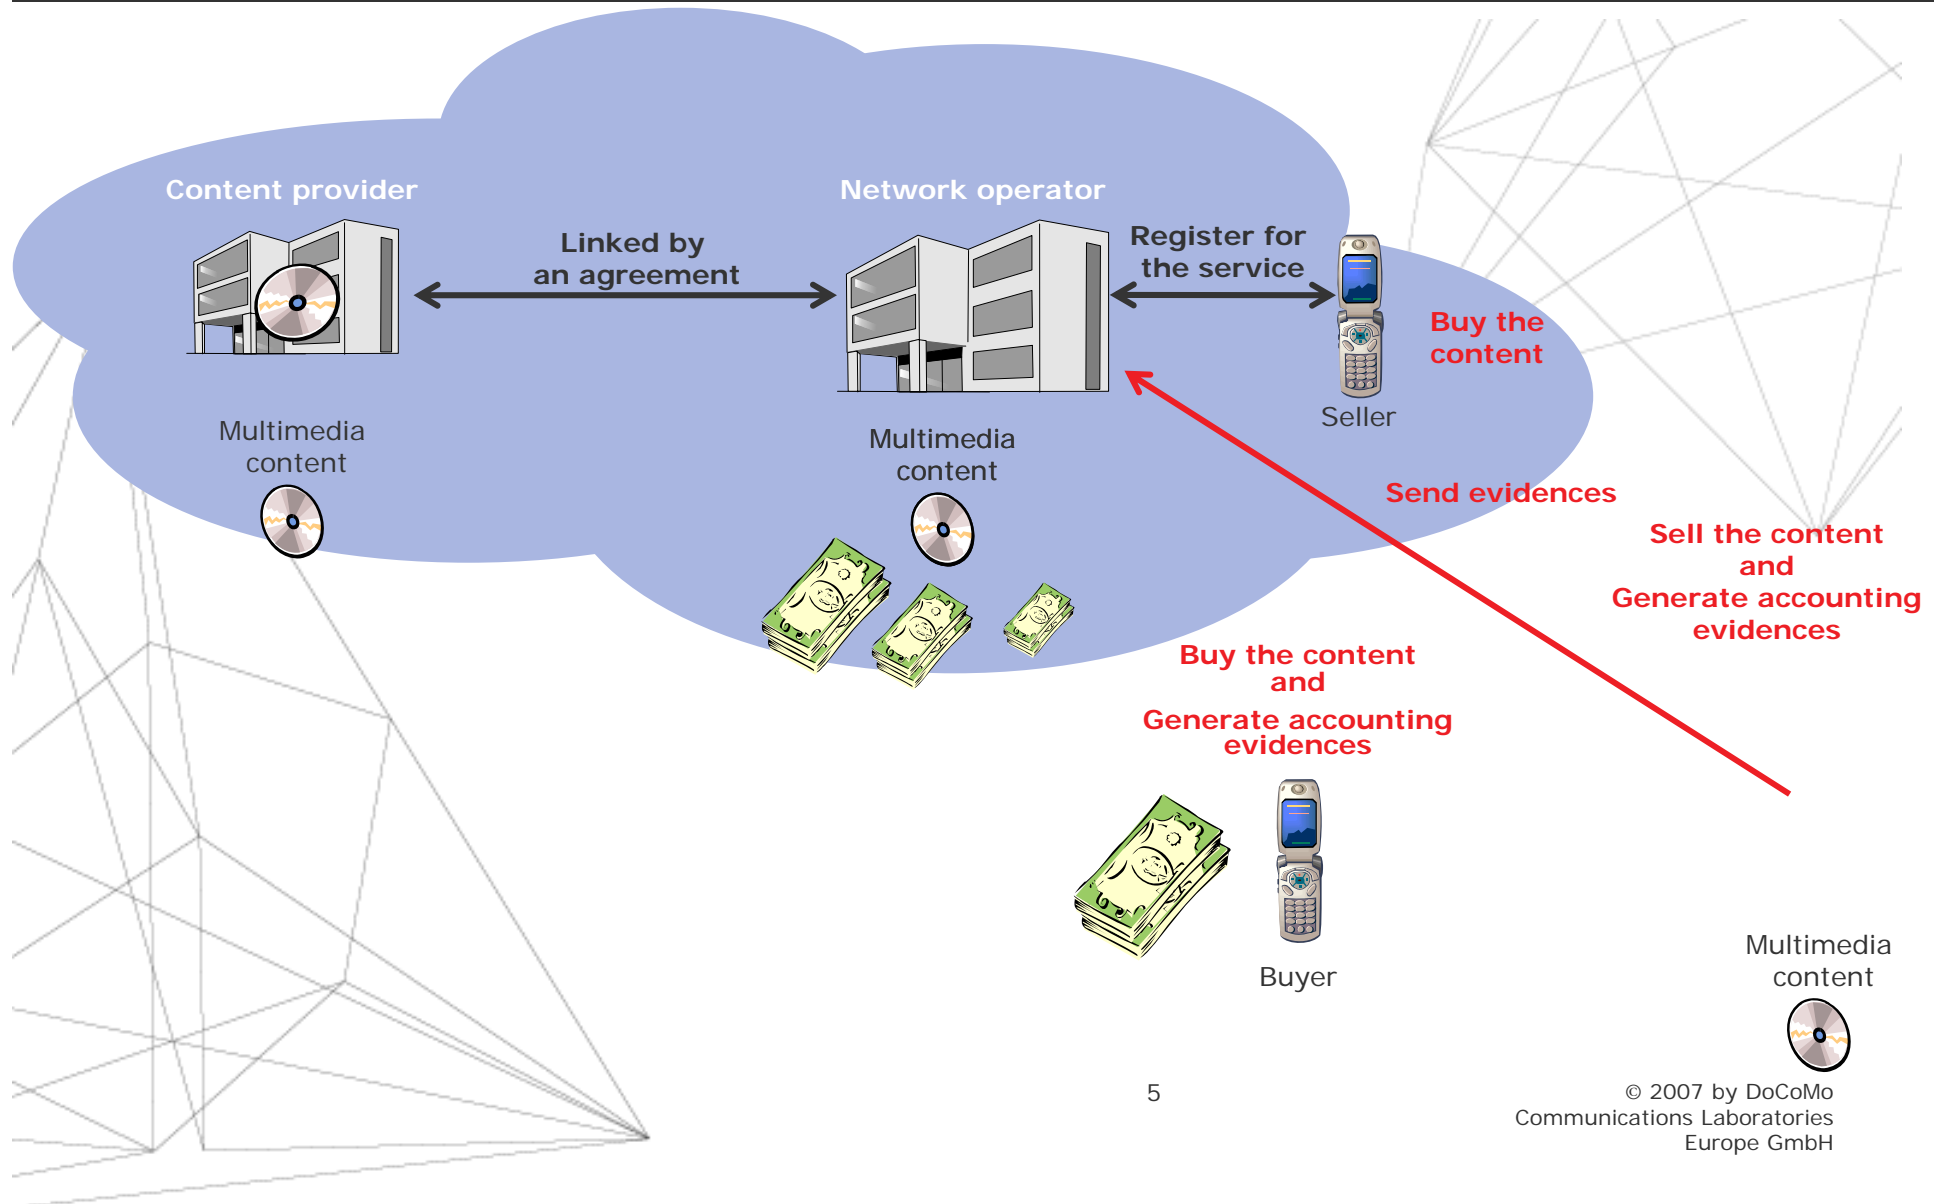 Content provider
Network operator
Linked by
an agreement
Register for
the service
Buy the
content
Seller
Multimedia
content
Multimedia
content
Send evidences
Sell the content
and
Generate accounting
evidences
Buy the content
and
Generate accounting
evidences
Buyer
Multimedia
content
5
© 2007 by DoCoMo
Communications Laboratories
Europe GmbH